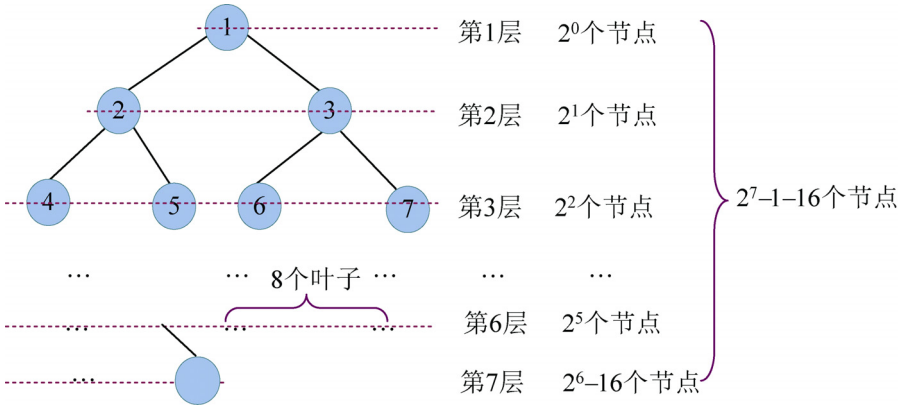 1 第1层 2⁰个节点
2 3 第2层 2¹个节点
4 5 6 7 第3层 2²个节点
2⁷–1–16个节点
… … … … …
8个叶子
… … … 第6层 2⁵个节点
… 第7层 2⁶–16个节点